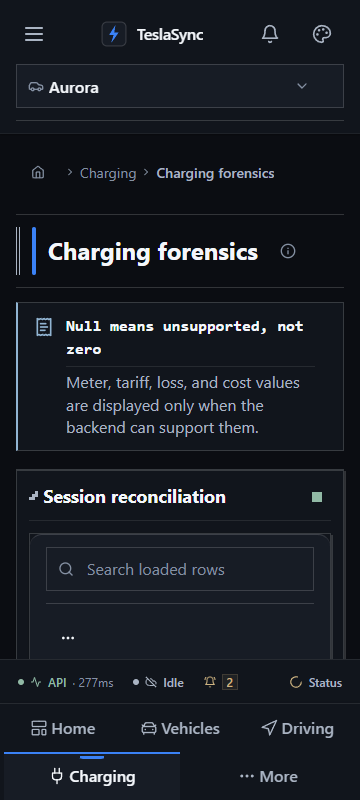 TeslaSync
Aurora
Charging
Charging forensics
Charging forensics
Null means unsupported, not
zero
Meter, tariff, loss, and cost values
are displayed only when the
backend can support them.
Session reconciliation
Search loaded rows
...
API · 277ms
Idle
2
Status
Home
Vehicles
Driving
Charging
More